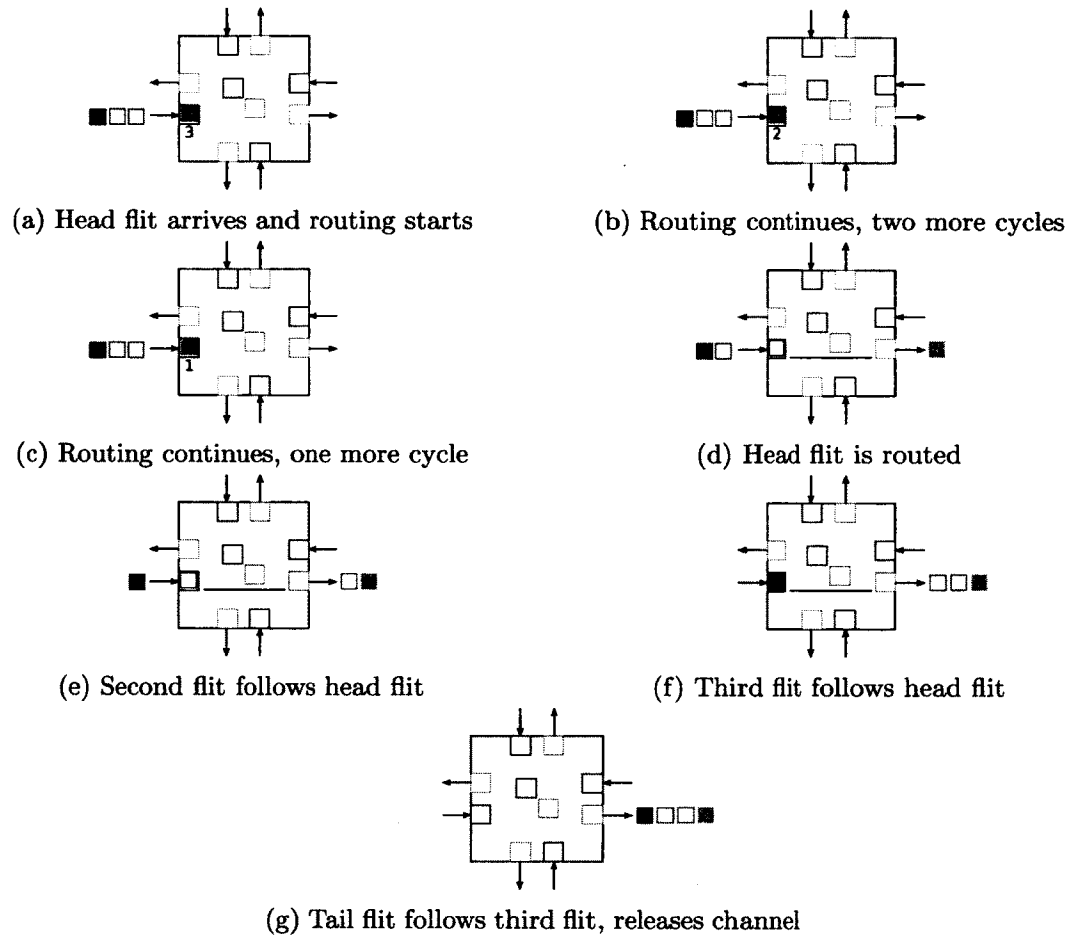 3
2
(a) Head flit arrives and routing starts
(b) Routing continues, two more cycles
1
(c) Routing continues, one more cycle
(d) Head flit is routed
(e) Second flit follows head flit
(f) Third flit follows head flit
(g) Tail flit follows third flit, releases channel